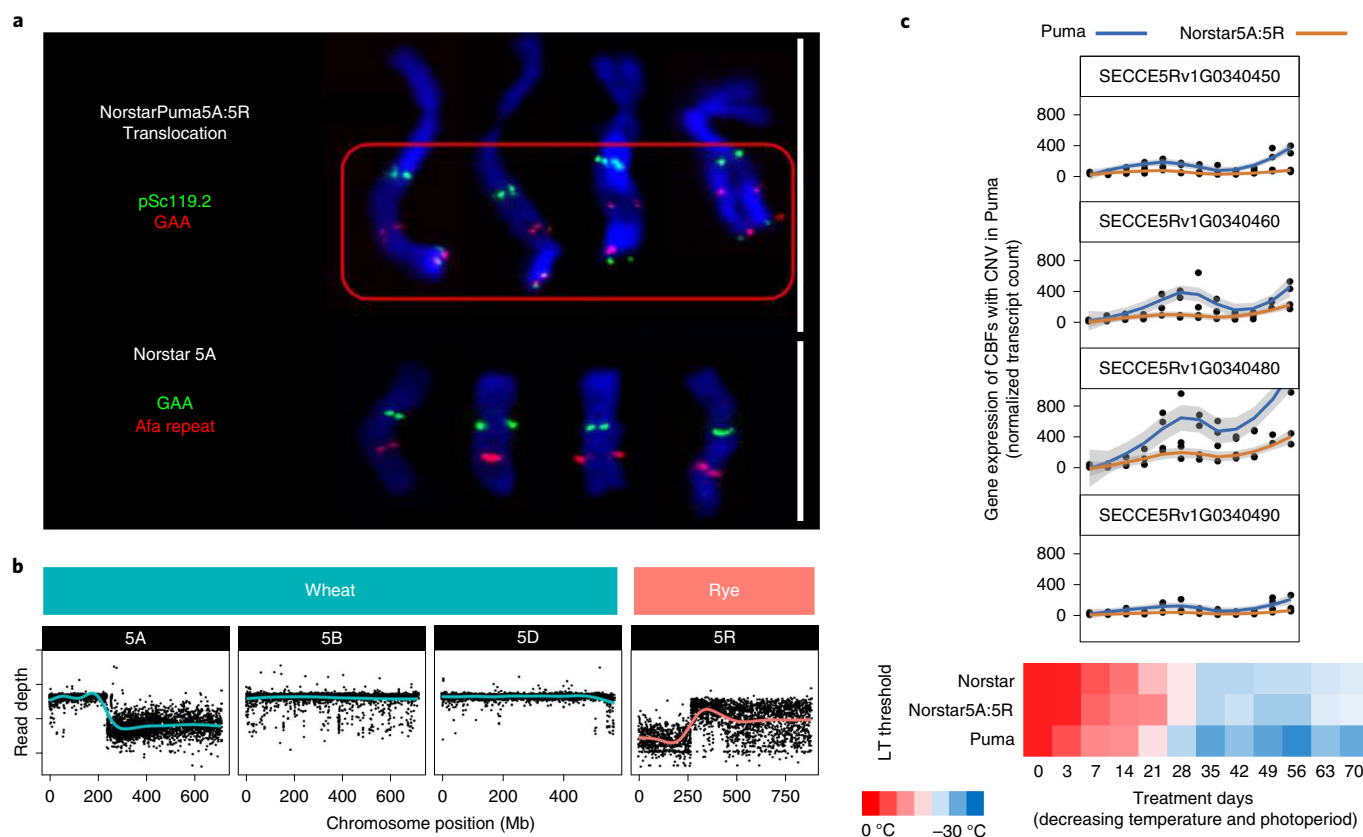 a
NorstarPuma5A:5R
Translocation
pSc119.2
GAA
Norstar 5A
GAA
Afa repeat
b
Wheat
Rye
5A
5B
5D
5R
Read depth
0 200 400 600
0 200 400 600
0 200 400
0 250 500 750
Chromosome position (Mb)
c
Puma
Norstar5A:5R
Gene expression of CBFs with CNV in Puma
(normalized transcript count)
SECCE5Rv1G0340450
800
400
0
SECCE5Rv1G0340460
800
400
0
SECCE5Rv1G0340480
800
400
0
SECCE5Rv1G0340490
800
400
0
LT threshold
Norstar
Norstar5A:5R
Puma
0 3 7 14 21 28 35 42 49 56 63 70
Treatment days
(decreasing temperature and photoperiod)
0 °C
–30 °C